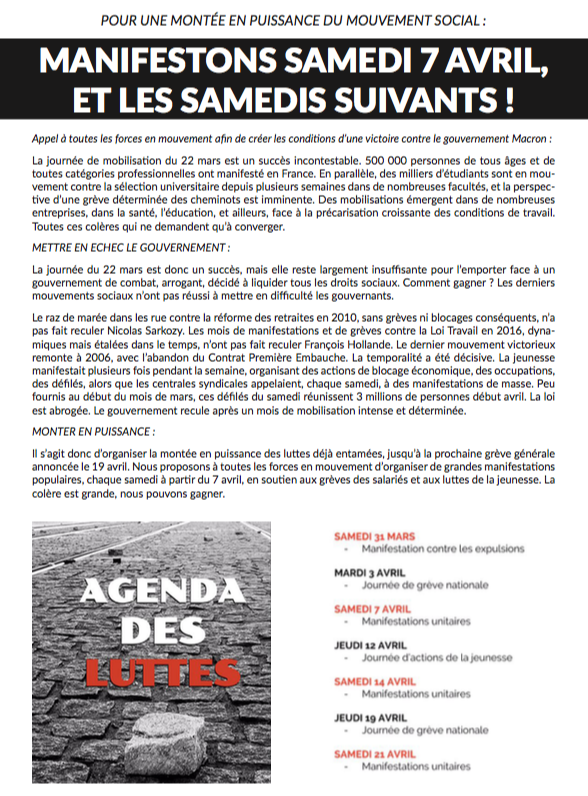 POUR UNE MONTÉE EN PUISSANCE DU MOUVEMENT SOCIAL :
MANIFESTONS SAMEDI 7 AVRIL,
ET LES SAMEDIS SUIVANTS !
Appel à toutes les forces en mouvement afin de créer les conditions d'une victoire contre le gouvernement Macron :
La journée de mobilisation du 22 mars est un succès incontestable. 500 000 personnes de tous âges et de
toutes catégories professionnelles ont manifesté en France. En parallèle, des milliers d'étudiants sont en mou-
vement contre la sélection universitaire depuis plusieurs semaines dans de nombreuses facultés, et la perspec-
tive d'une grève déterminée des cheminots est imminente. Des mobilisations émergent dans de nombreuses
entreprises, dans la santé, l'éducation, et ailleurs, face à la précarisation croissante des conditions de travail.
Toutes ces colères qui ne demandent qu'à converger.
METTRE EN ECHEC LE GOUVERNEMENT :
La journée du 22 mars est donc un succès, mais elle reste largement insuffisante pour l'emporter face à un
gouvernement de combat, arrogant, décidé à liquider tous les droits sociaux. Comment gagner ? Les derniers
mouvements sociaux n'ont pas réussi à mettre en difficulté les gouvernants.
Le raz de marée dans les rue contre la réforme des retraites en 2010, sans grèves ni blocages conséquents, n'a
pas fait reculer Nicolas Sarkozy. Les mois de manifestations et de grèves contre la Loi Travail en 2016, dyna-
miques mais étalées dans le temps, n'ont pas fait reculer François Hollande. Le dernier mouvement victorieux
remonte à 2006, avec l'abandon du Contrat Première Embauche. La temporalité a été décisive. La jeunesse
manifestait plusieurs fois pendant la semaine, organisant des actions de blocage économique, des occupations,
des défilés, alors que les centrales syndicales appelaient, chaque samedi, à des manifestations de masse. Peu
fournis au début du mois de mars, ces défilés du samedi réunissent 3 millions de personnes début avril. La loi
est abrogée. Le gouvernement recule après un mois de mobilisation intense et déterminée.
MONTER EN PUISSANCE :
Il s'agit donc d'organiser la montée en puissance des luttes déjà entamées, jusqu'à la prochaine grève générale
annoncée le 19 avril. Nous proposons à toutes les forces en mouvement d'organiser de grandes manifestations
populaires, chaque samedi à partir du 7 avril, en soutien aux grèves des salariés et aux luttes de la jeunesse. La
colère est grande, nous pouvons gagner.
AGENDA
DES
LUTTES
SAMEDI 31 MARS
- Manifestation contre les expulsions
MARDI 3 AVRIL
- Journée de grève nationale
SAMEDI 7 AVRIL
- Manifestations unitaires
JEUDI 12 AVRIL
- Journée d'actions de la jeunesse
SAMEDI 14 AVRIL
- Manifestations unitaires
JEUDI 19 AVRIL
- Journée de grève nationale
SAMEDI 21 AVRIL
- Manifestations unitaires